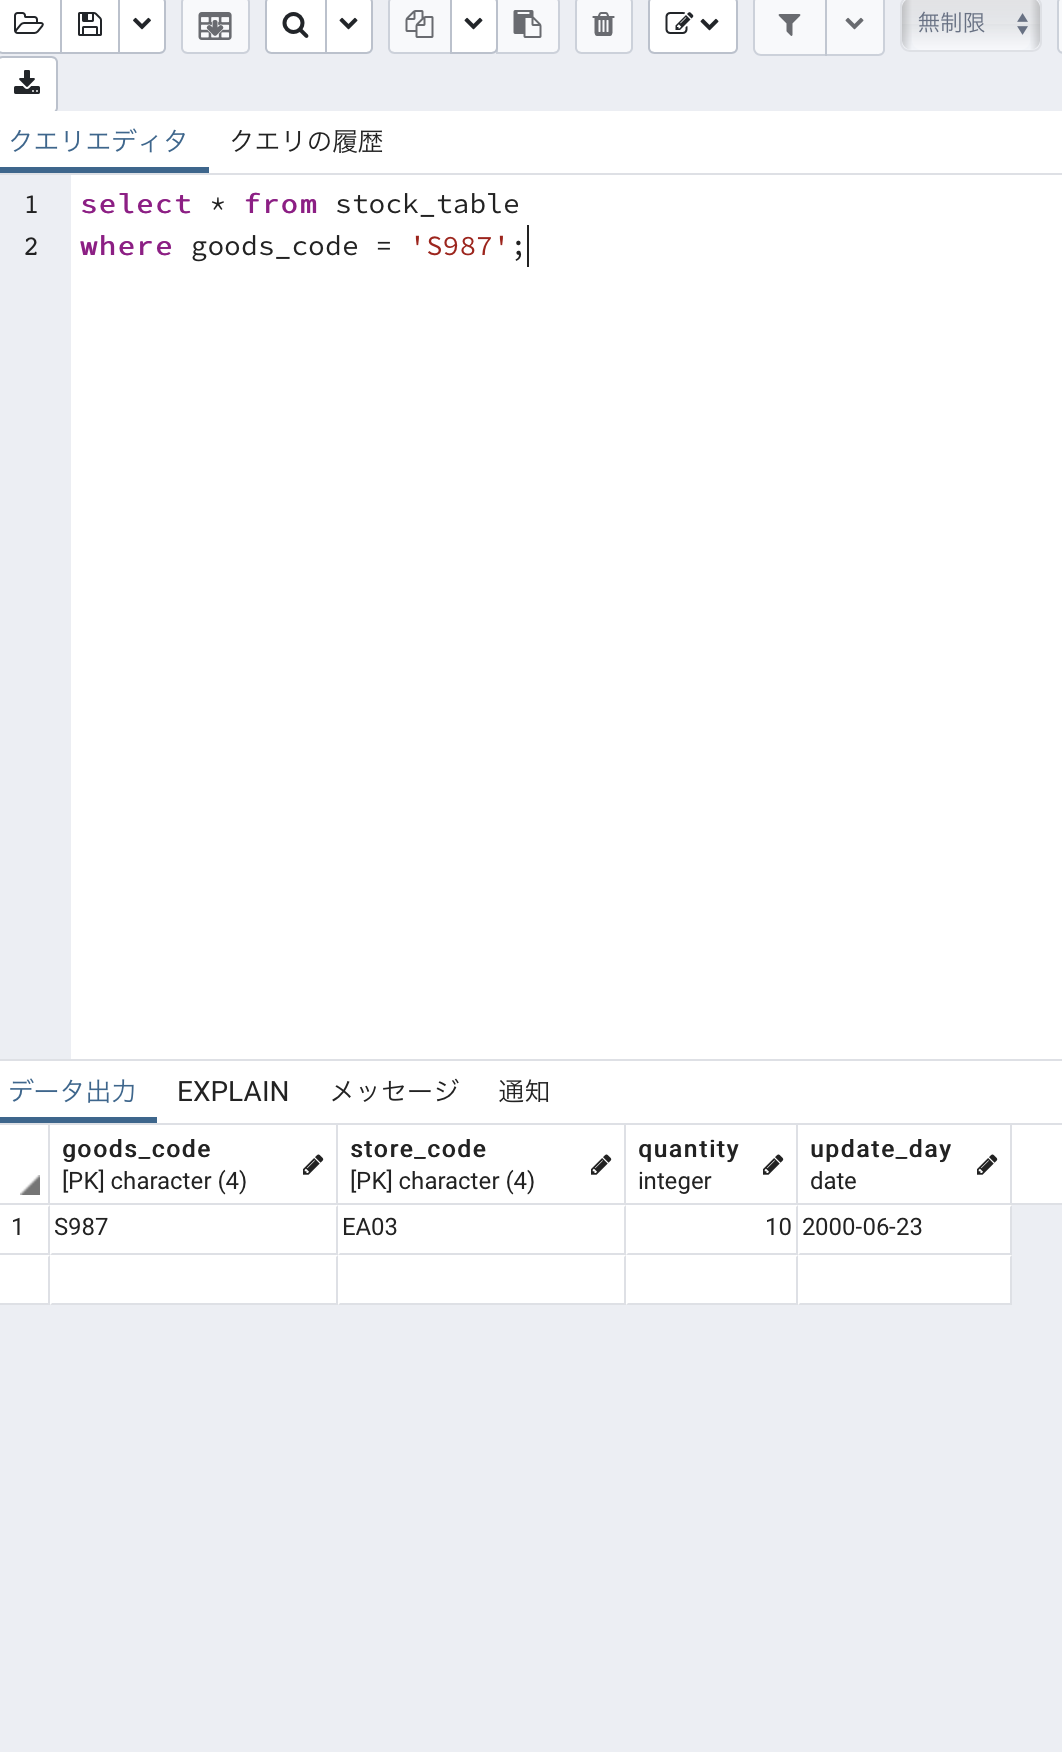 無制限
クエリエディタ クエリの履歴
1 select * from stock_table
2 where goods_code = 'S987';
データ出力 EXPLAIN メッセージ 通知
goods_code store_code quantity update_day
[PK] character (4) [PK] character (4) integer date
1 S987 EA03 10 2000-06-23